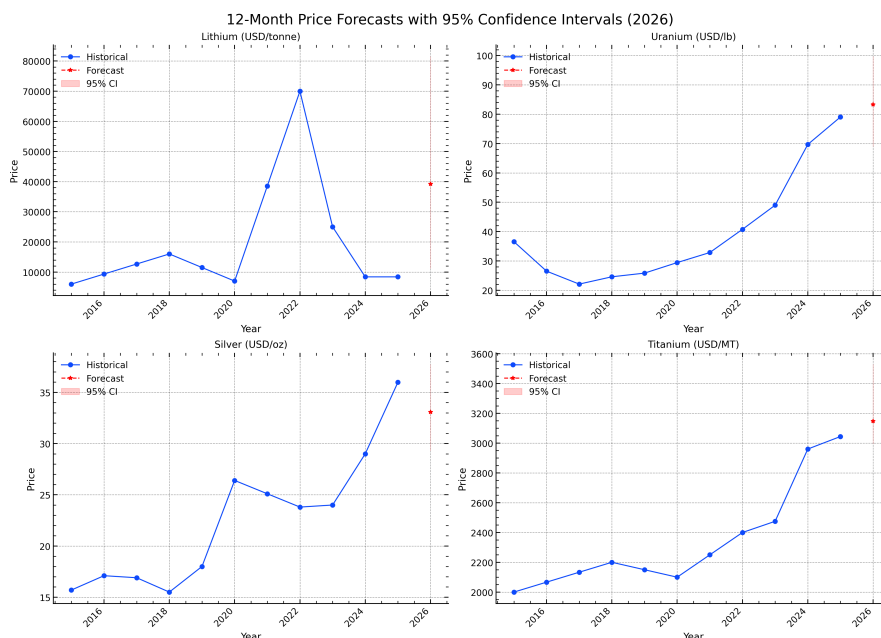 12-Month Price Forecasts with 95% Confidence Intervals (2026)
Lithium (USD/tonne)
Historical
Forecast
95% CI
80000
70000
60000
50000
40000
30000
20000
10000
Price
2016
2018
2020
2022
2024
2026
Year
Uranium (USD/lb)
Historical
Forecast
95% CI
100
90
80
70
60
50
40
30
20
Price
2016
2018
2020
2022
2024
2026
Year
Silver (USD/oz)
Historical
Forecast
95% CI
35
30
25
20
15
Price
2016
2018
2020
2022
2024
2026
Year
Titanium (USD/MT)
Historical
Forecast
95% CI
3600
3400
3200
3000
2800
2600
2400
2200
2000
Price
2016
2018
2020
2022
2024
2026
Year